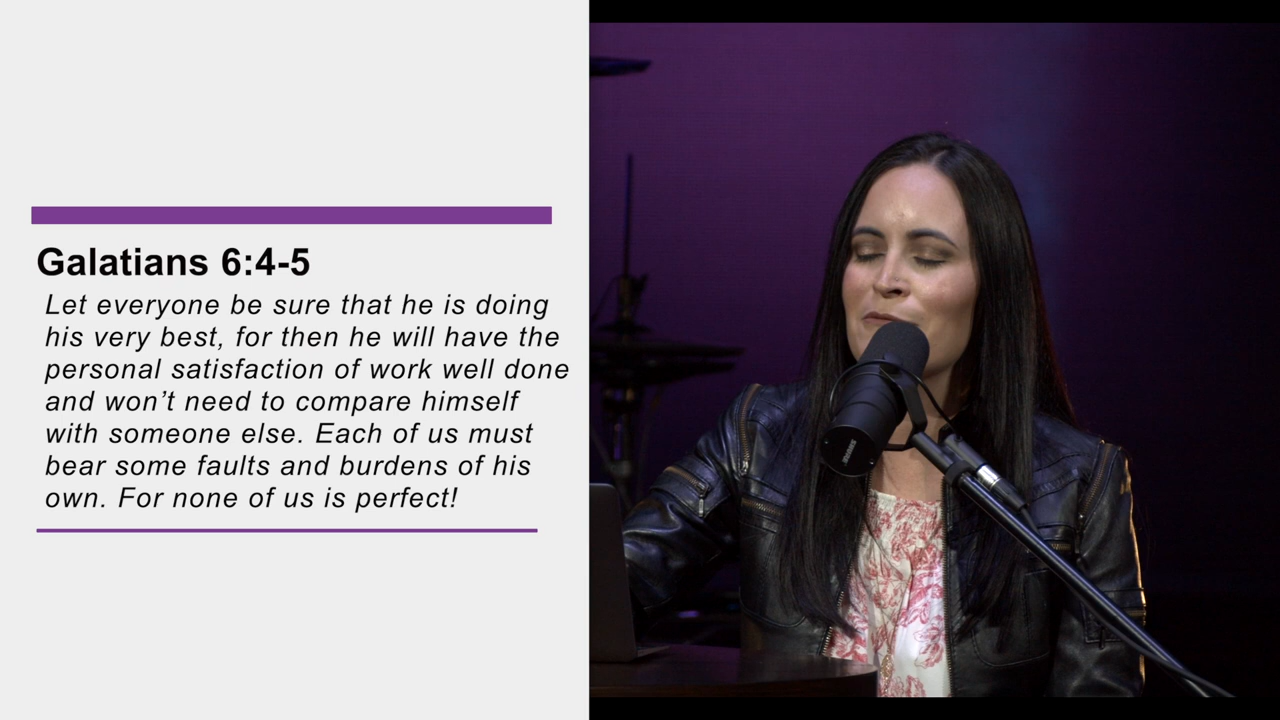 Galatians 6:4-5
Let everyone be sure that he is doing
his very best, for then he will have the
personal satisfaction of work well done
and won’t need to compare himself
with someone else. Each of us must
bear some faults and burdens of his
own. For none of us is perfect!